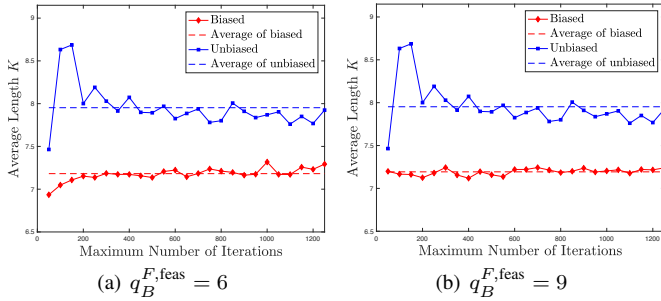 9
8.5
8
7.5
7
6.5
Average Length K
Biased
Average of biased
Unbiased
Average of unbiased
0 200 400 600 800 1000 1200
Maximum Number of Iterations
(a) q_B^{F,feas} = 6
9
8.5
8
7.5
7
6.5
Average Length K
Biased
Average of biased
Unbiased
Average of unbiased
0 200 400 600 800 1000 1200
Maximum Number of Iterations
(b) q_B^{F,feas} = 9